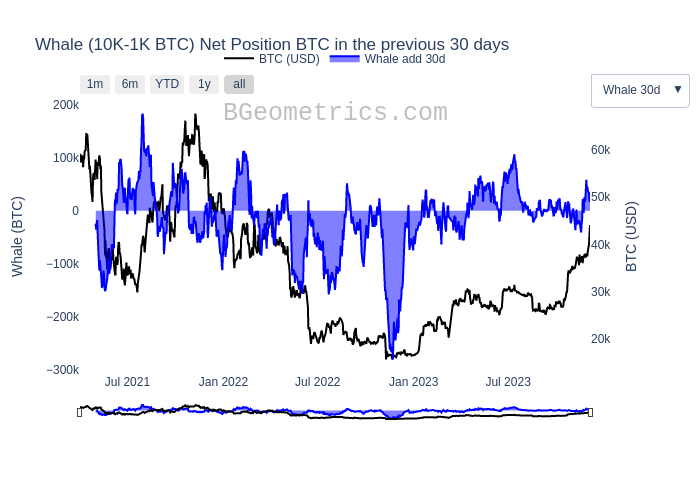 Whale (10K-1K BTC) Net Position BTC in the previous 30 days
BTC (USD) Whale add 30d
1m 6m YTD 1y all
Whale 30d ▼
BGeometrics.com
200k
100k
0
−100k
−200k
−300k
Whale (BTC)
60k
50k
40k
30k
20k
BTC (USD)
Jul 2021 Jan 2022 Jul 2022 Jan 2023 Jul 2023